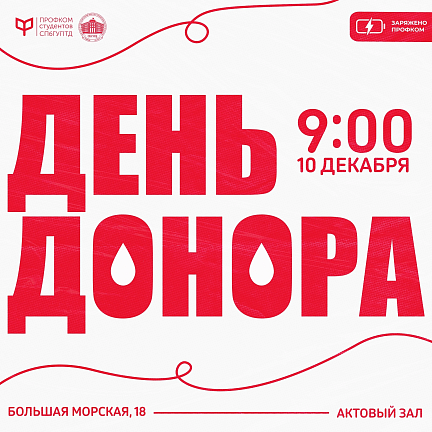 ПРОФКОМ
студентов
СПбГУПТД
ЗАРЯЖЕНО
ПРОФКОМ
ДЕНЬ
9:00
10 ДЕКАБРЯ
ДОНОРА
БОЛЬШАЯ МОРСКАЯ, 18
АКТОВЫЙ ЗАЛ